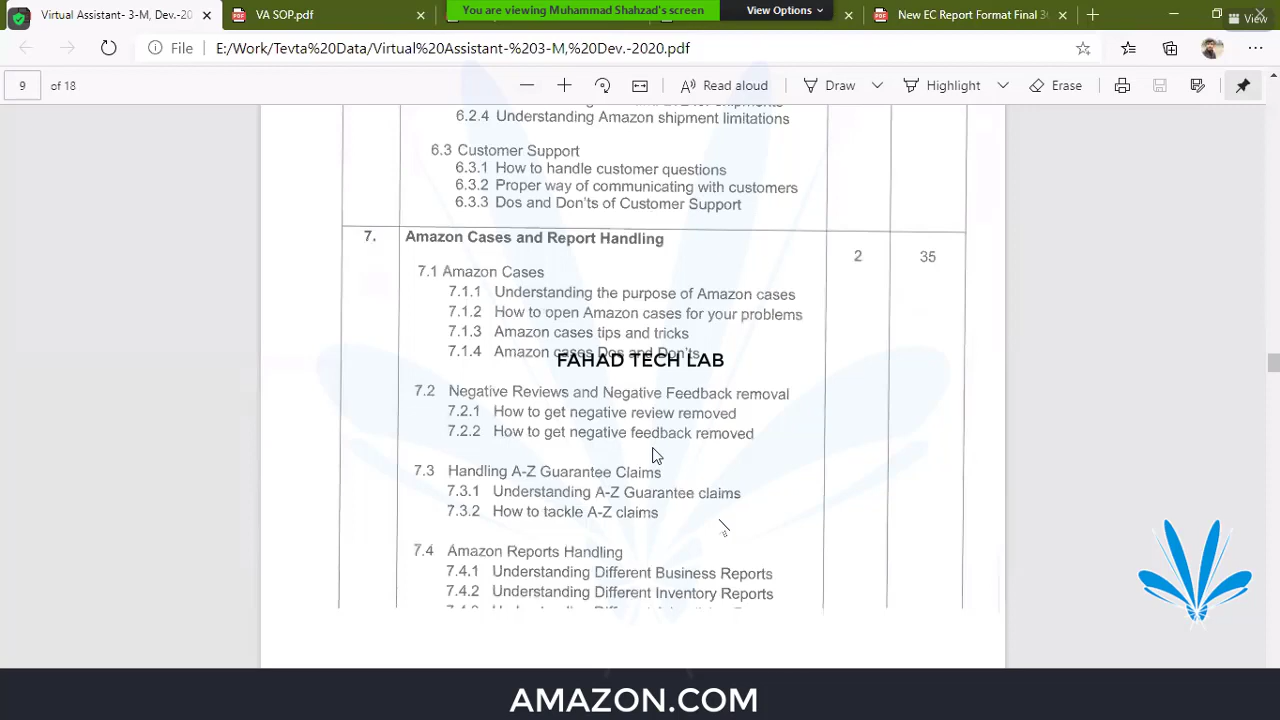 Virtual Assistant- 3-M, Dev.-20
VA SOP.pdf
You are viewing Muhammad Shahzad's screen
View Options
New EC Report Format Final 3
View
File
E:/Work/Tevta%20Data/Virtual%20Assistant-%203-M,%20Dev.-2020.pdf
9 of 18
Read aloud
Draw
Highlight
Erase
6.2.4 Understanding Amazon shipment limitations
6.3 Customer Support
6.3.1 How to handle customer questions
6.3.2 Proper way of communicating with customers
6.3.3 Dos and Don'ts of Customer Support
7. Amazon Cases and Report Handling
2 35
7.1 Amazon Cases
7.1.1 Understanding the purpose of Amazon cases
7.1.2 How to open Amazon cases for your problems
7.1.3 Amazon cases tips and tricks
7.1.4 Amazon cases Dos and Don'ts
FAHAD TECH LAB
7.2 Negative Reviews and Negative Feedback removal
7.2.1 How to get negative review removed
7.2.2 How to get negative feedback removed
7.3 Handling A-Z Guarantee Claims
7.3.1 Understanding A-Z Guarantee claims
7.3.2 How to tackle A-Z claims
7.4 Amazon Reports Handling
7.4.1 Understanding Different Business Reports
7.4.2 Understanding Different Inventory Reports
AMAZON.COM